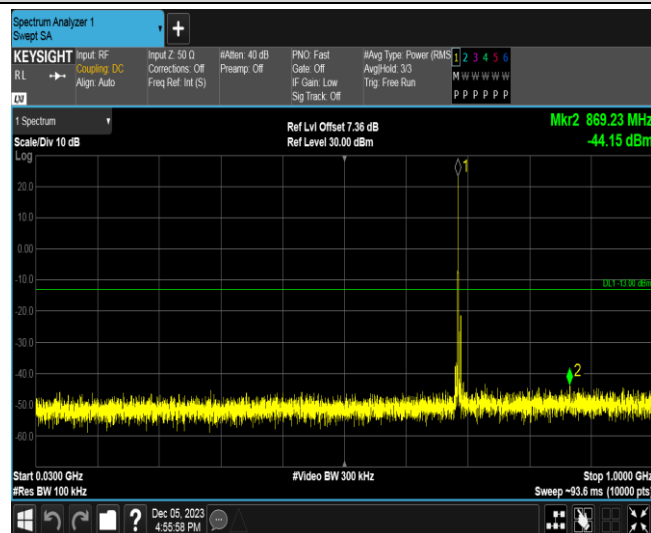 Spectrum Analyzer 1
Swept SA
+
KEYSIGHT
RL
Input: RF
Coupling: DC
Align: Auto
Input Z: 50 Ω
Corrections: Off
Freq Ref: Int (S)
#Atten: 40 dB
Preamp: Off
PNO: Fast
Gate: Off
IF Gain: Low
Sig Track: Off
#Avg Type: Power (RMS
Avg|Hold: 3/3
Trig: Free Run
1 2 3 4 5 6
M W W W W W
P P P P P P
LXI
1 Spectrum
Scale/Div 10 dB
Ref Lvl Offset 7.36 dB
Ref Level 30.00 dBm
Mkr2 869.23 MHz
-44.15 dBm
Log
1
20.0
10.0
0.00
-10.0
DL1 -13.00 dBm
-20.0
-30.0
-40.0
2
-50.0
-60.0
Start 0.0300 GHz
#Res BW 100 kHz
#Video BW 300 kHz
Stop 1.0000 GHz
Sweep ~93.6 ms (10000 pts)
?
Dec 05, 2023
4:55:58 PM